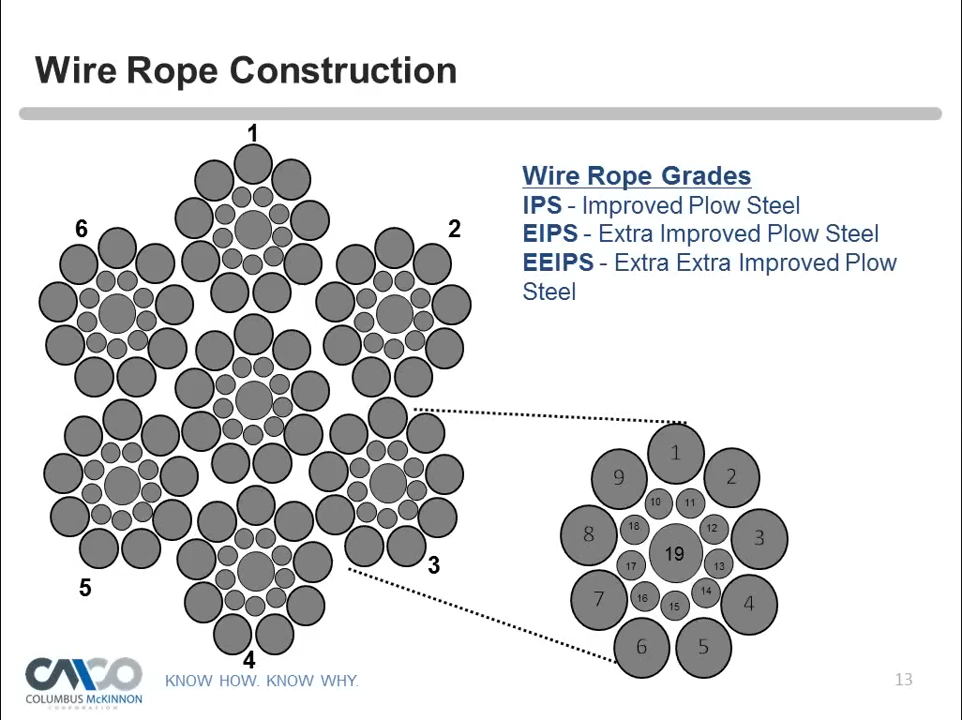 Wire Rope Construction
1
6
2
5
3
4
Wire Rope Grades
IPS - Improved Plow Steel
EIPS - Extra Improved Plow Steel
EEIPS - Extra Extra Improved Plow
Steel
1
9
2
10
11
18
12
8
3
19
17
13
14
16
15
7
4
6
5
CMCO
COLUMBUS McKINNON
CORPORATION
KNOW HOW. KNOW WHY.
13